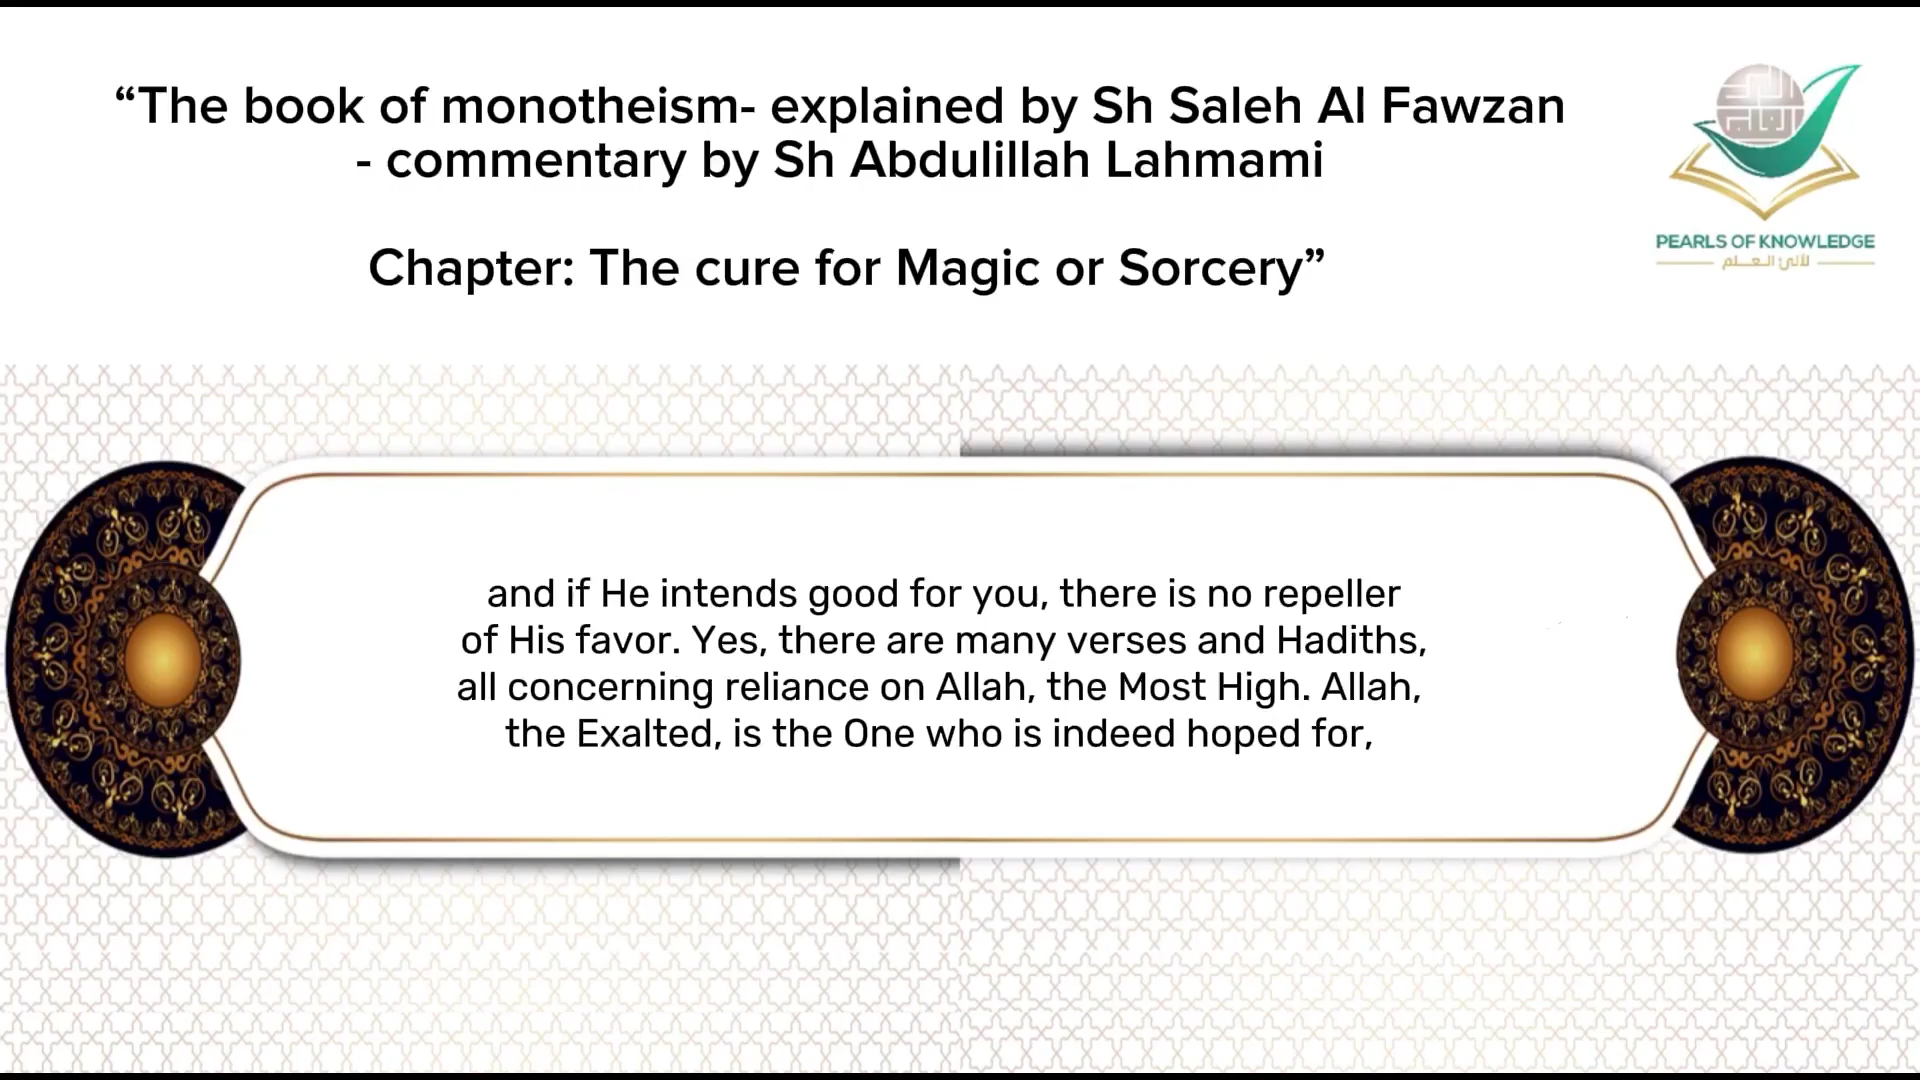 “The book of monotheism- explained by Sh Saleh Al Fawzan
- commentary by Sh Abdulillah Lahmami
Chapter: The cure for Magic or Sorcery”
PEARLS OF KNOWLEDGE
لآلئ العلم
and if He intends good for you, there is no repeller
of His favor. Yes, there are many verses and Hadiths,
all concerning reliance on Allah, the Most High. Allah,
the Exalted, is the One who is indeed hoped for,